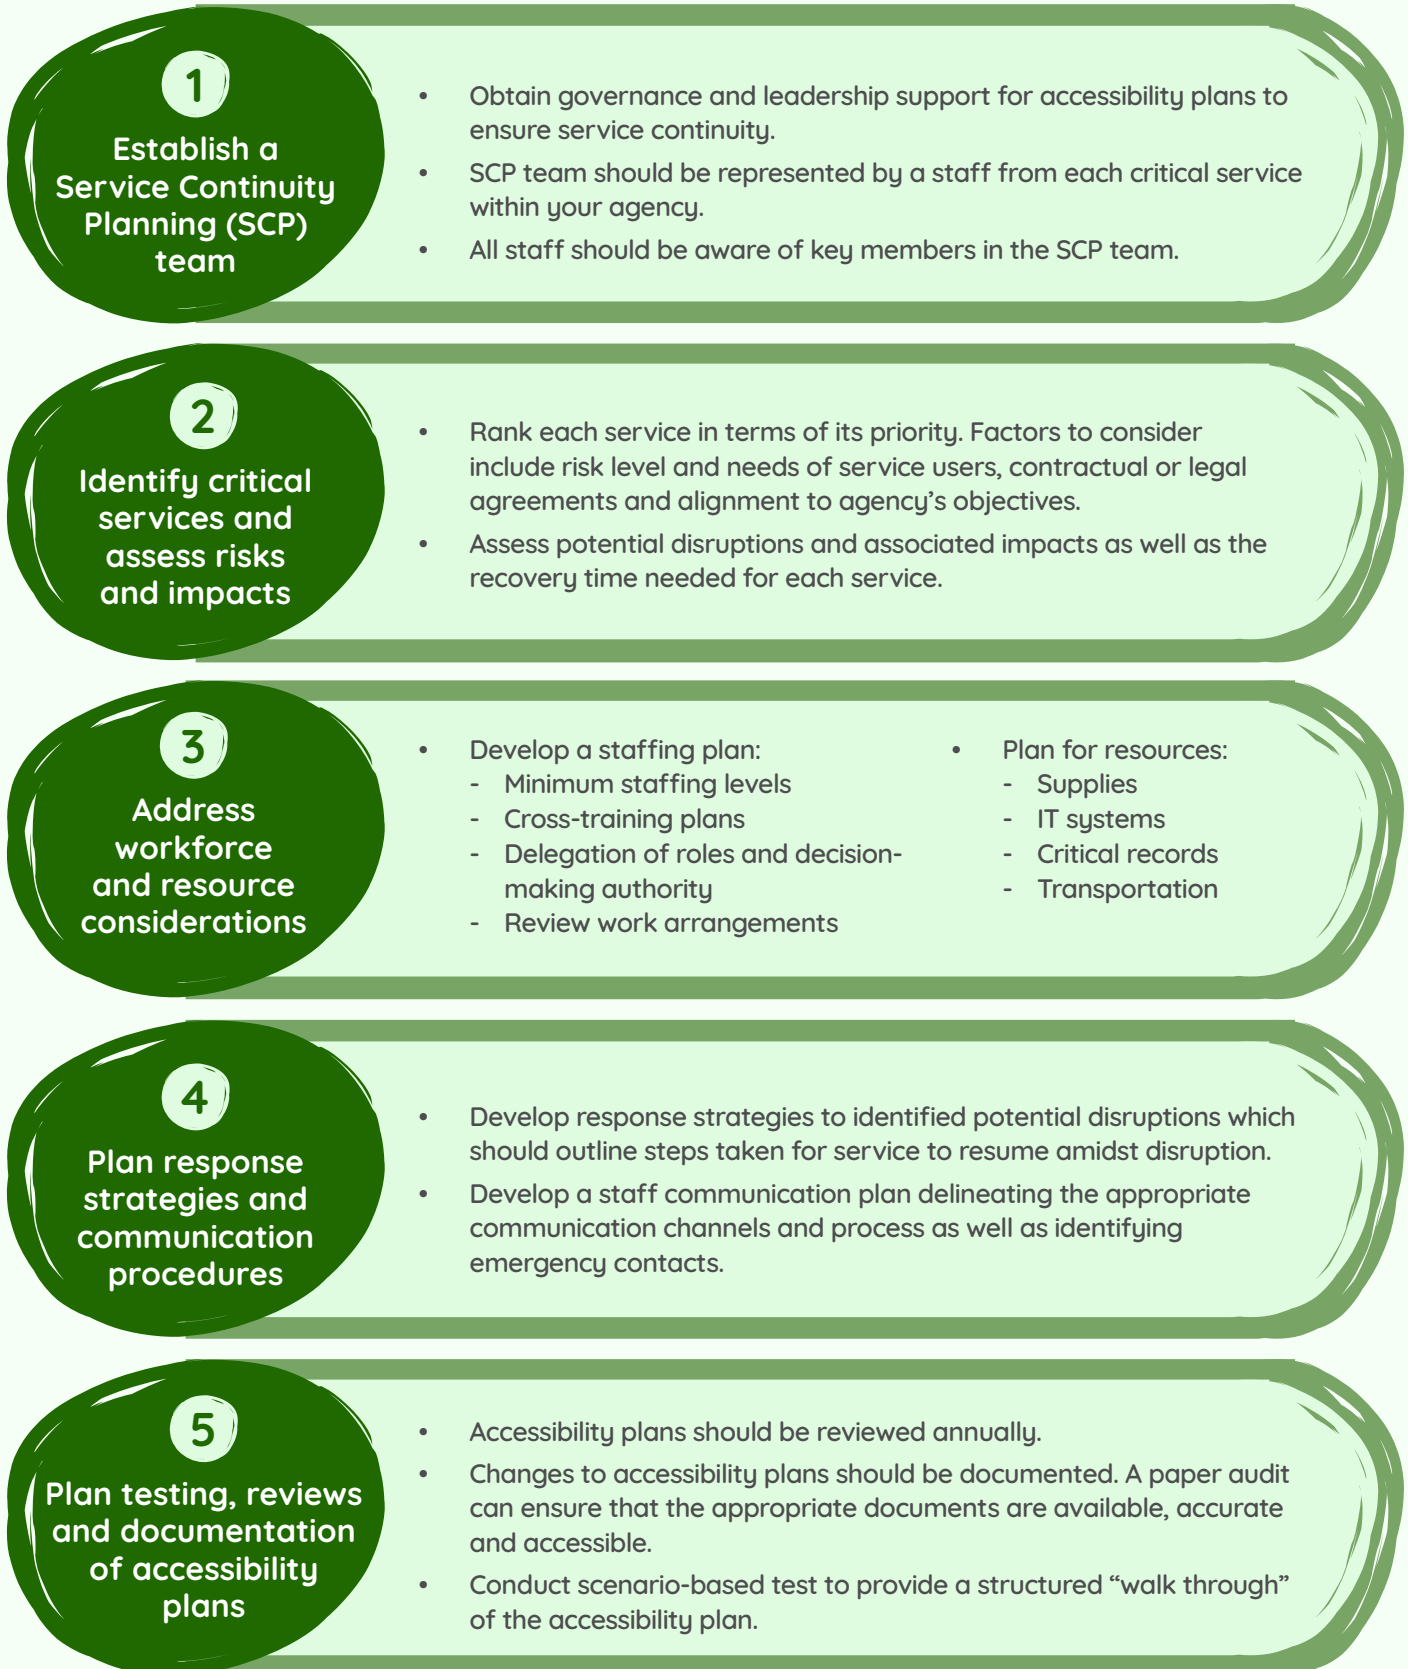 1
Establish a
Service Continuity
Planning (SCP)
team
• Obtain governance and leadership support for accessibility plans to
ensure service continuity.
• SCP team should be represented by a staff from each critical service
within your agency.
• All staff should be aware of key members in the SCP team.
2
Identify critical
services and
assess risks
and impacts
• Rank each service in terms of its priority. Factors to consider
include risk level and needs of service users, contractual or legal
agreements and alignment to agency’s objectives.
• Assess potential disruptions and associated impacts as well as the
recovery time needed for each service.
3
Address
workforce
and resource
considerations
• Develop a staffing plan:
- Minimum staffing levels
- Cross-training plans
- Delegation of roles and decision-
making authority
- Review work arrangements
• Plan for resources:
- Supplies
- IT systems
- Critical records
- Transportation
4
Plan response
strategies and
communication
procedures
• Develop response strategies to identified potential disruptions which
should outline steps taken for service to resume amidst disruption.
• Develop a staff communication plan delineating the appropriate
communication channels and process as well as identifying
emergency contacts.
5
Plan testing, reviews
and documentation
of accessibility
plans
• Accessibility plans should be reviewed annually.
• Changes to accessibility plans should be documented. A paper audit
can ensure that the appropriate documents are available, accurate
and accessible.
• Conduct scenario-based test to provide a structured “walk through”
of the accessibility plan.